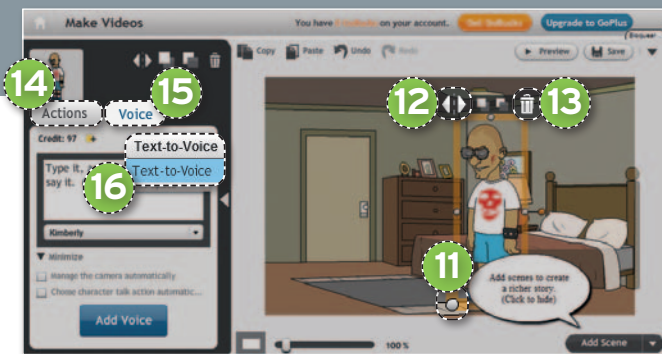 Make Videos
You have on your account.
Get GoBucks
Upgrade to GoPlus
Copy Paste Undo Redo
Preview Save
14
15
12
13
Actions Voice
Credit: 97
Text-to-Voice
Text-to-Voice
Type it,
say it.
16
Kimberly
Minimize
Manage the camera automatically
Choose character talk action automatic...
Add Voice
11
Add scenes to create
a richer story.
(Click to hide)
100 %
Add Scene